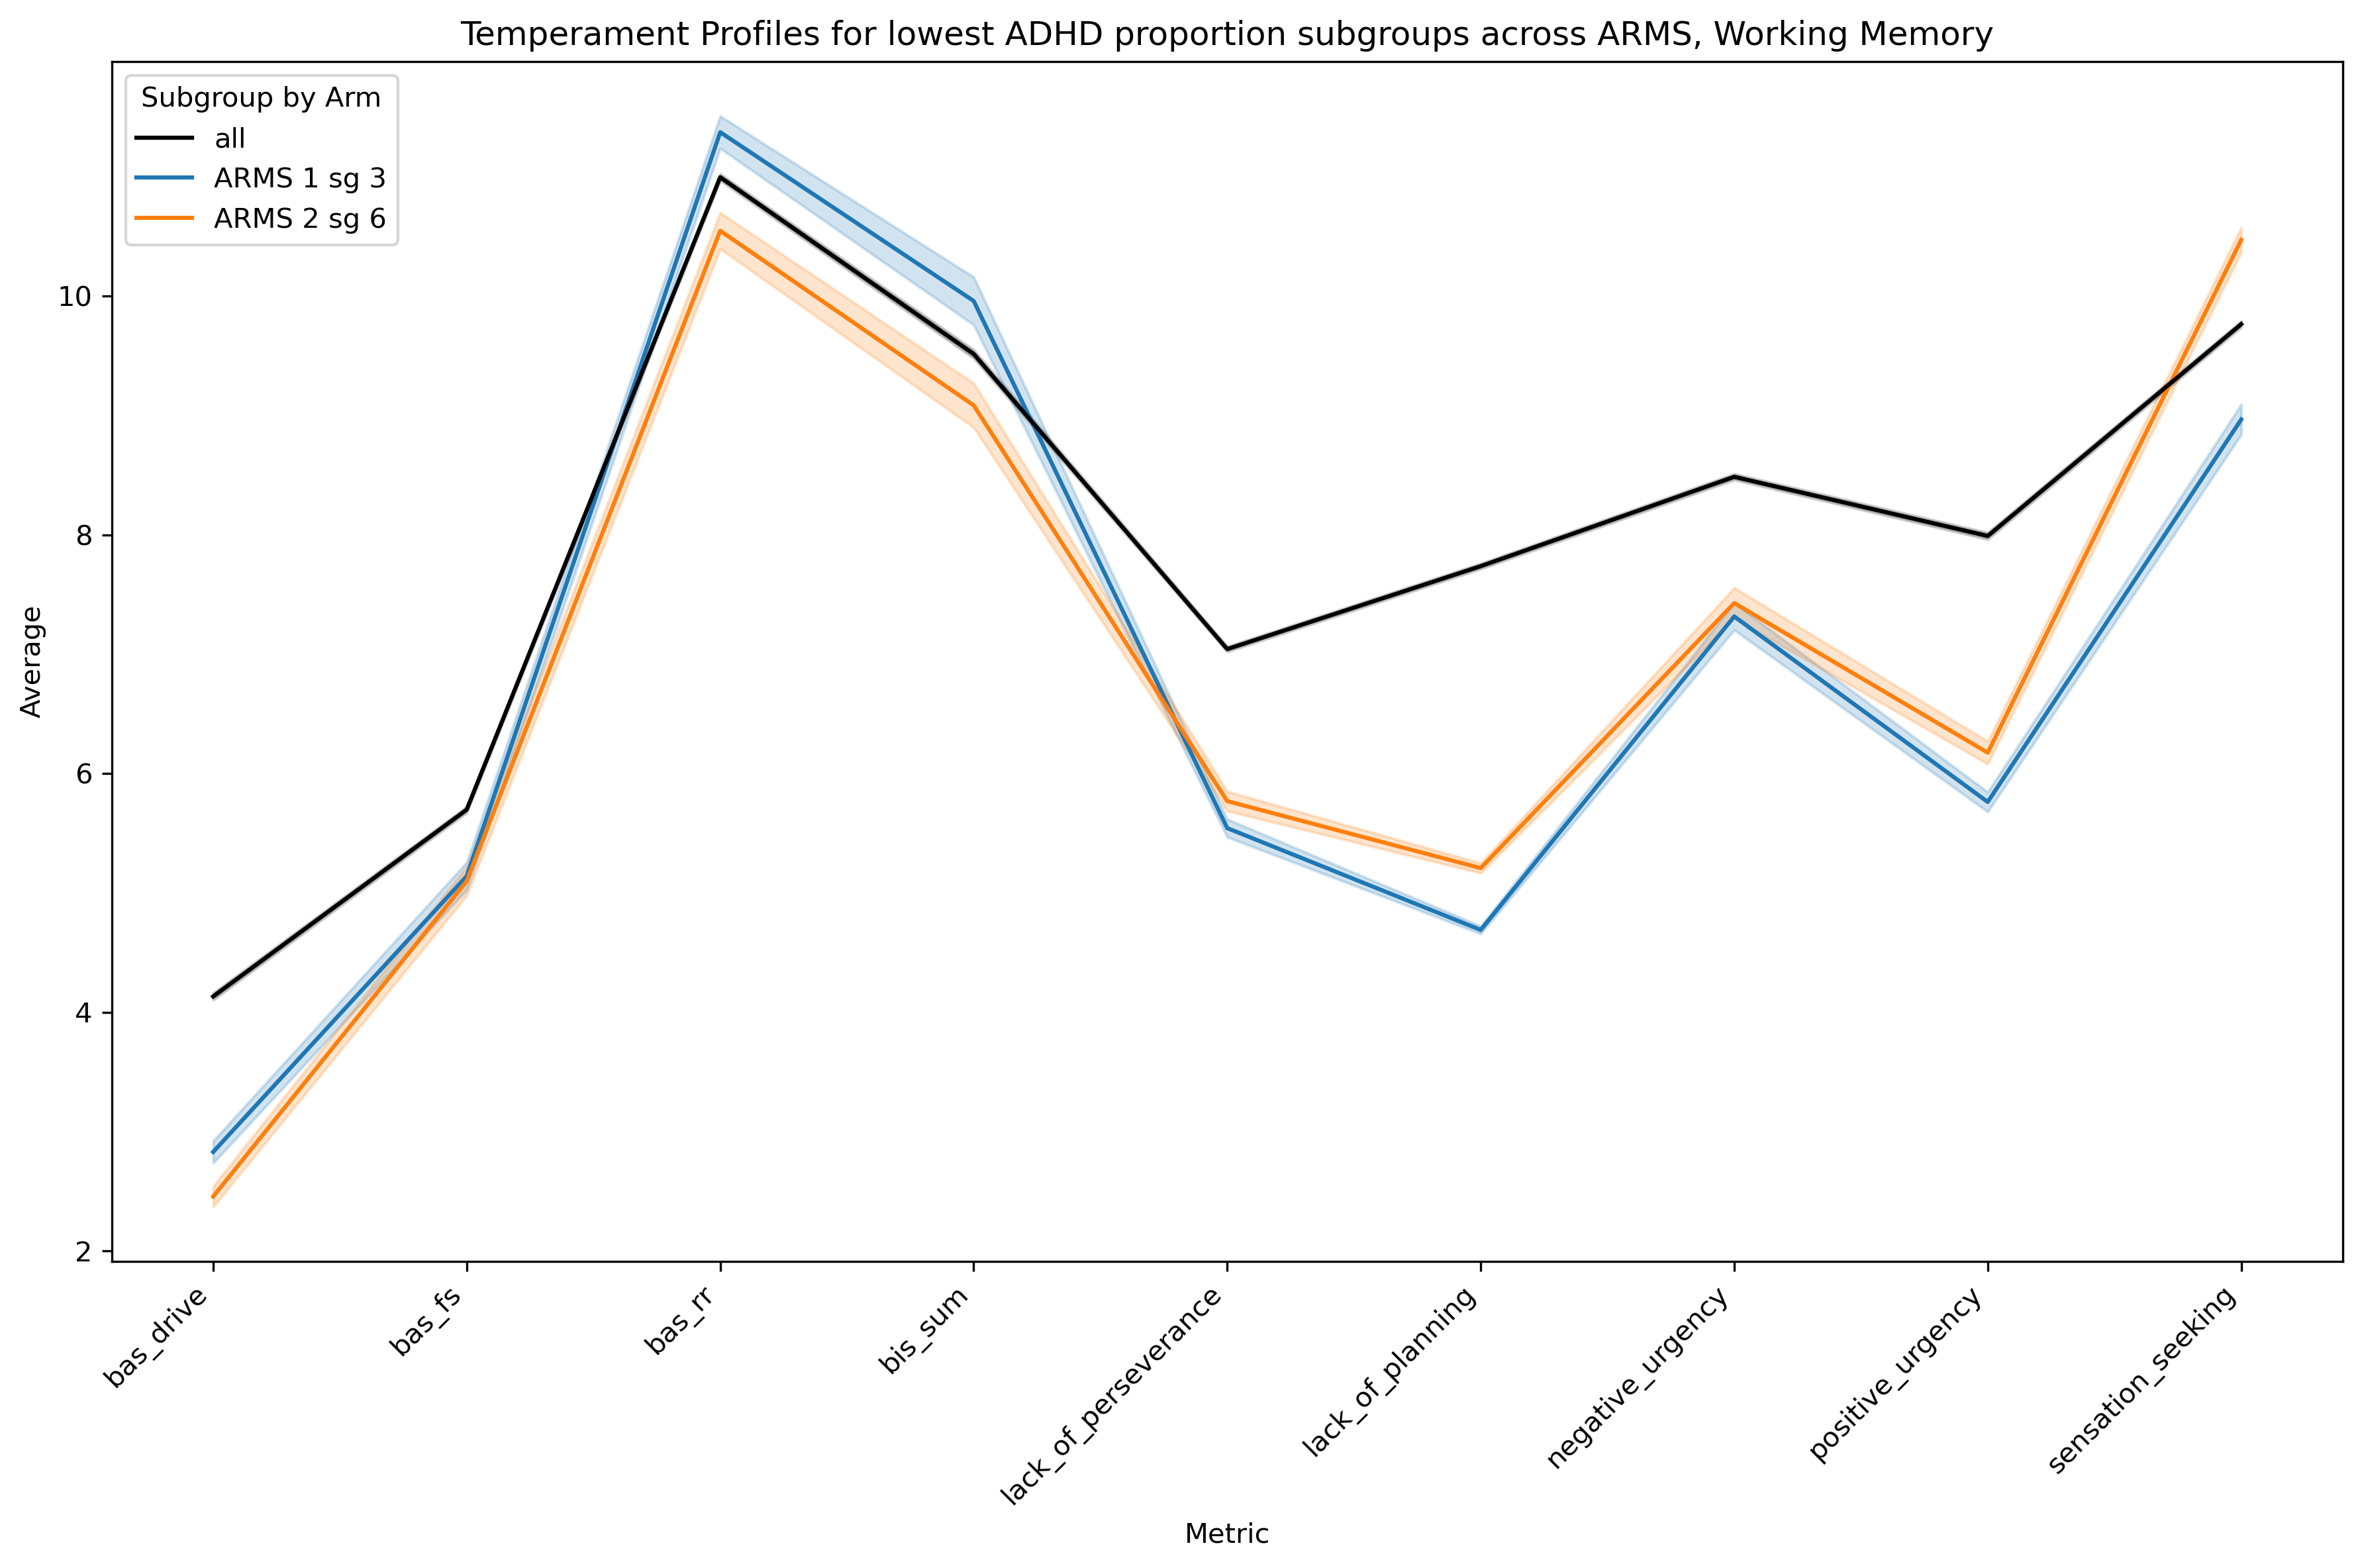 Temperament Profiles for lowest ADHD proportion subgroups across ARMS, Working Memory
Subgroup by Arm
all
ARMS 1 sg 3
ARMS 2 sg 6
10
8
6
4
2
Average
bas_drive
bas_fs
bas_rr
bis_sum
lack_of_perseverance
lack_of_planning
negative_urgency
positive_urgency
sensation_seeking
Metric